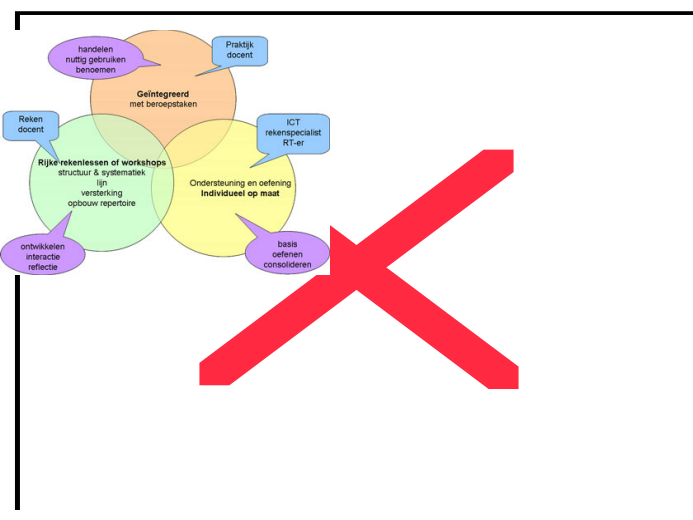 handelen
nuttig gebruiken
benoemen
Praktijk
docent
Geïntegreerd
met beroepstaken
Reken
docent
ICT
rekenspecialist
RT-er
Rijke rekenlessen of workshops
structuur & systematiek
lijn
versterking
opbouw repertoire
Ondersteuning en oefening
Individueel op maat
ontwikkelen
interactie
reflectie
basis
oefenen
consolideren